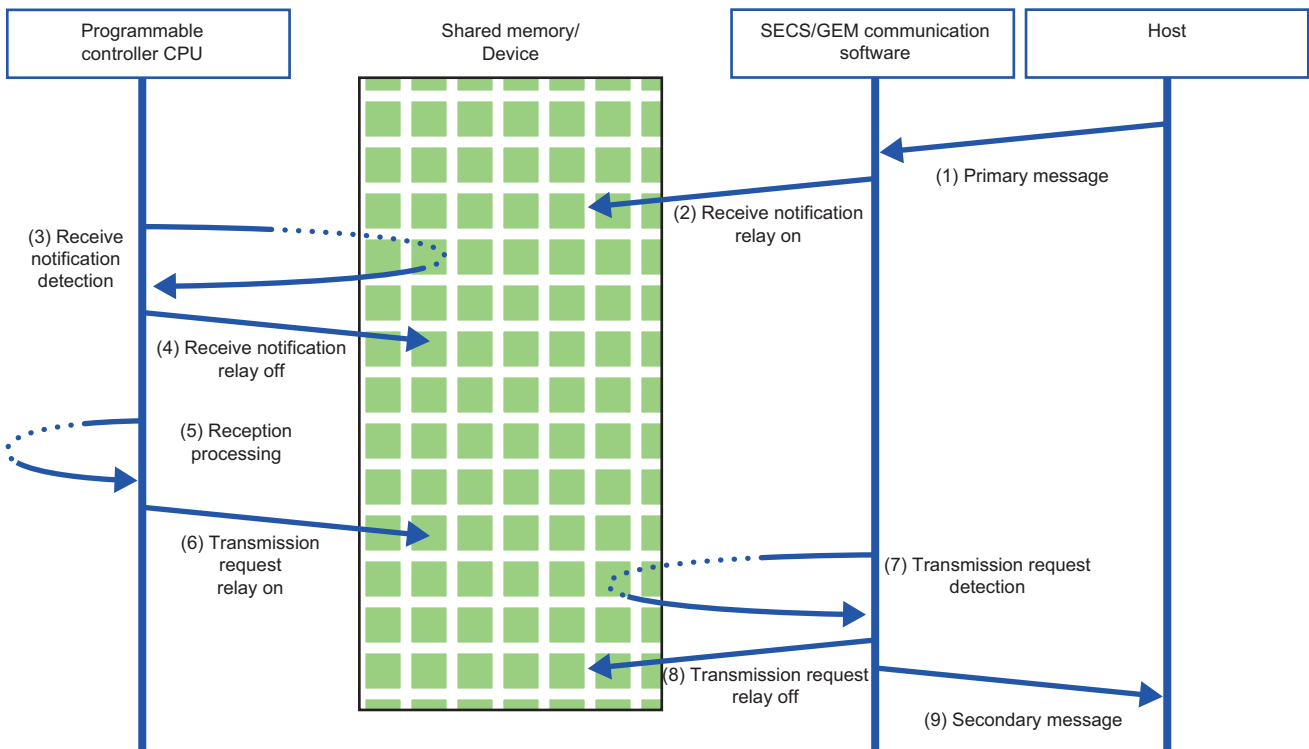 Programmable
controller CPU
Shared memory/
Device
SECS/GEM communication
software
Host
(1) Primary message
(2) Receive notification
relay on
(3) Receive
notification
detection
(4) Receive notification
relay off
(5) Reception
processing
(6) Transmission
request
relay on
(7) Transmission request
detection
(8) Transmission request
relay off
(9) Secondary message